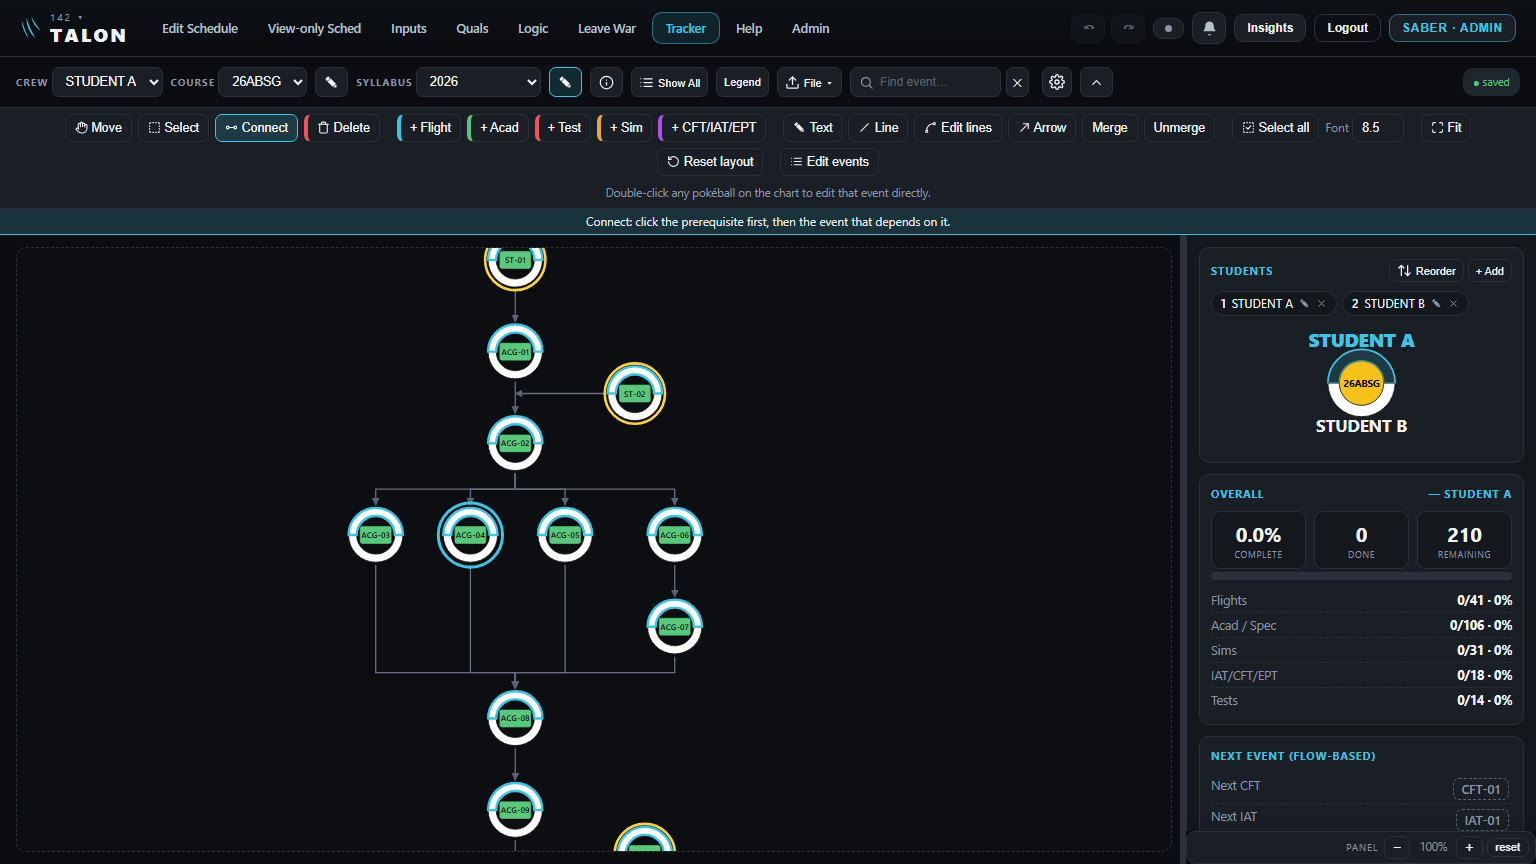 142
TALON
Edit Schedule
View-only Sched
Inputs
Quals
Logic
Leave War
Tracker
Help
Admin
Insights
Logout
SABER · ADMIN
CREW STUDENT A COURSE 26ABSG SYLLABUS 2026
Show All
Legend
File
Find event...
saved
Move
Select
Connect
Delete
+ Flight
+ Acad
+ Test
+ Sim
+ CFT/IAT/EPT
Text
Line
Edit lines
Arrow
Merge
Unmerge
Select all
Font 8.5
Fit
Reset layout
Edit events
Double-click any pokéball on the chart to edit that event directly.
Connect: click the prerequisite first, then the event that depends on it.
ST-01
ACG-01
ST-02
ACG-02
ACG-03
ACG-04
ACG-05
ACG-06
ACG-07
ACG-08
ACG-09
STUDENTS
Reorder
+ Add
1 STUDENT A
2 STUDENT B
STUDENT A
26ABSG
STUDENT B
OVERALL — STUDENT A
0.0%
COMPLETE
0
DONE
210
REMAINING
Flights 0/41 · 0%
Acad / Spec 0/106 · 0%
Sims 0/31 · 0%
IAT/CFT/EPT 0/18 · 0%
Tests 0/14 · 0%
NEXT EVENT (FLOW-BASED)
Next CFT CFT-01
Next IAT IAT-01
PANEL − 100% + reset